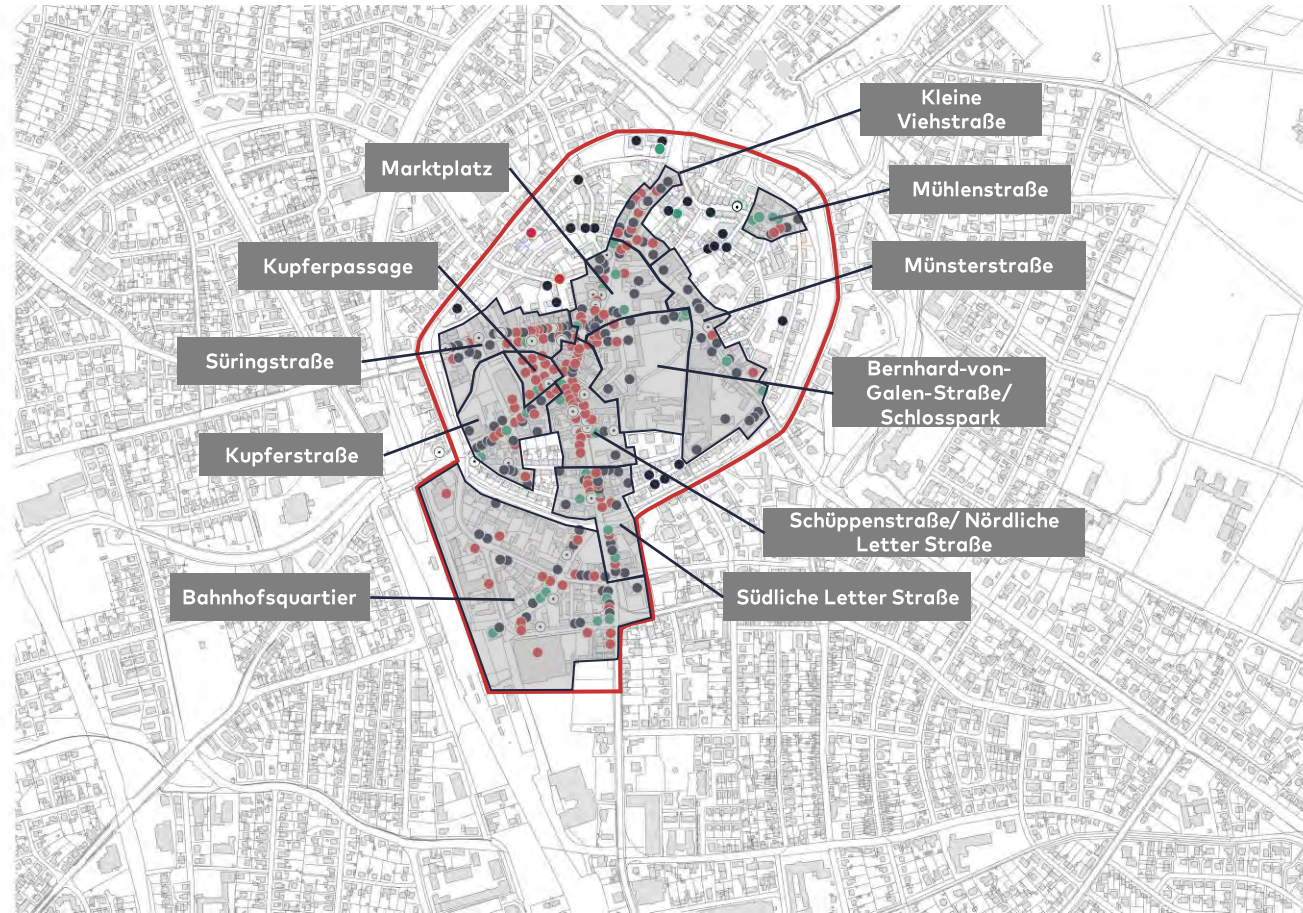 Kleine
Viehstraße
Marktplatz
Mühlenstraße
Kupferpassage
Münsterstraße
Süringstraße
Bernhard-von-
Galen-Straße/
Schlosspark
Kupferstraße
Schüppenstraße/ Nördliche
Letter Straße
Bahnhofsquartier
Südliche Letter Straße